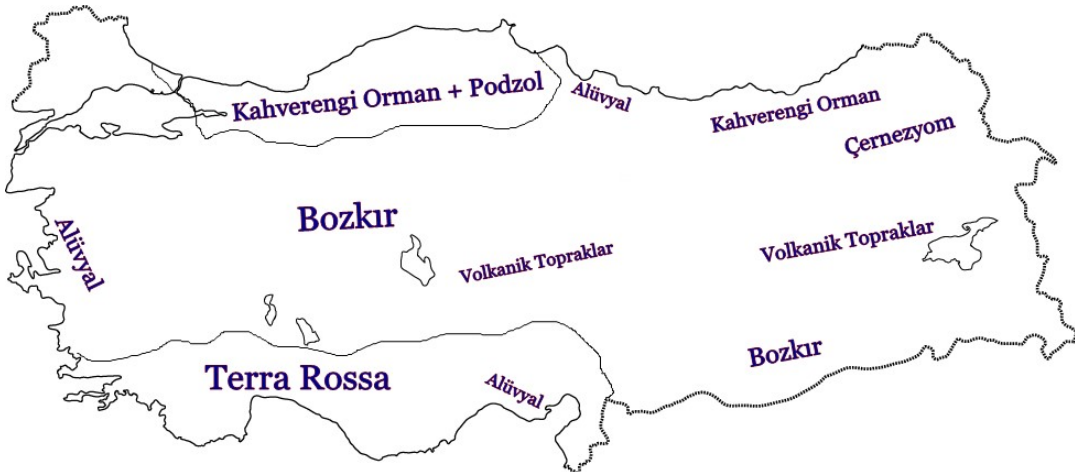 Kahverengi Orman + Podzol
Alüvyal
Kahverengi Orman
Çernezyom
Bozkır
Alüvyal
Volkanik Topraklar
Volkanik Topraklar
Bozkır
Terra Rossa
Alüvyal